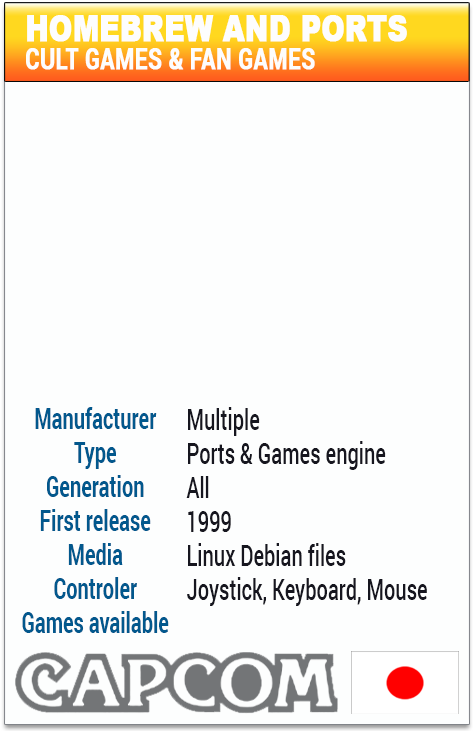 HOMEBREW AND PORTS
CULT GAMES & FAN GAMES
Manufacturer Multiple
Type Ports & Games engine
Generation All
First release 1999
Media Linux Debian files
Controler Joystick, Keyboard, Mouse
Games available
CAPCOM